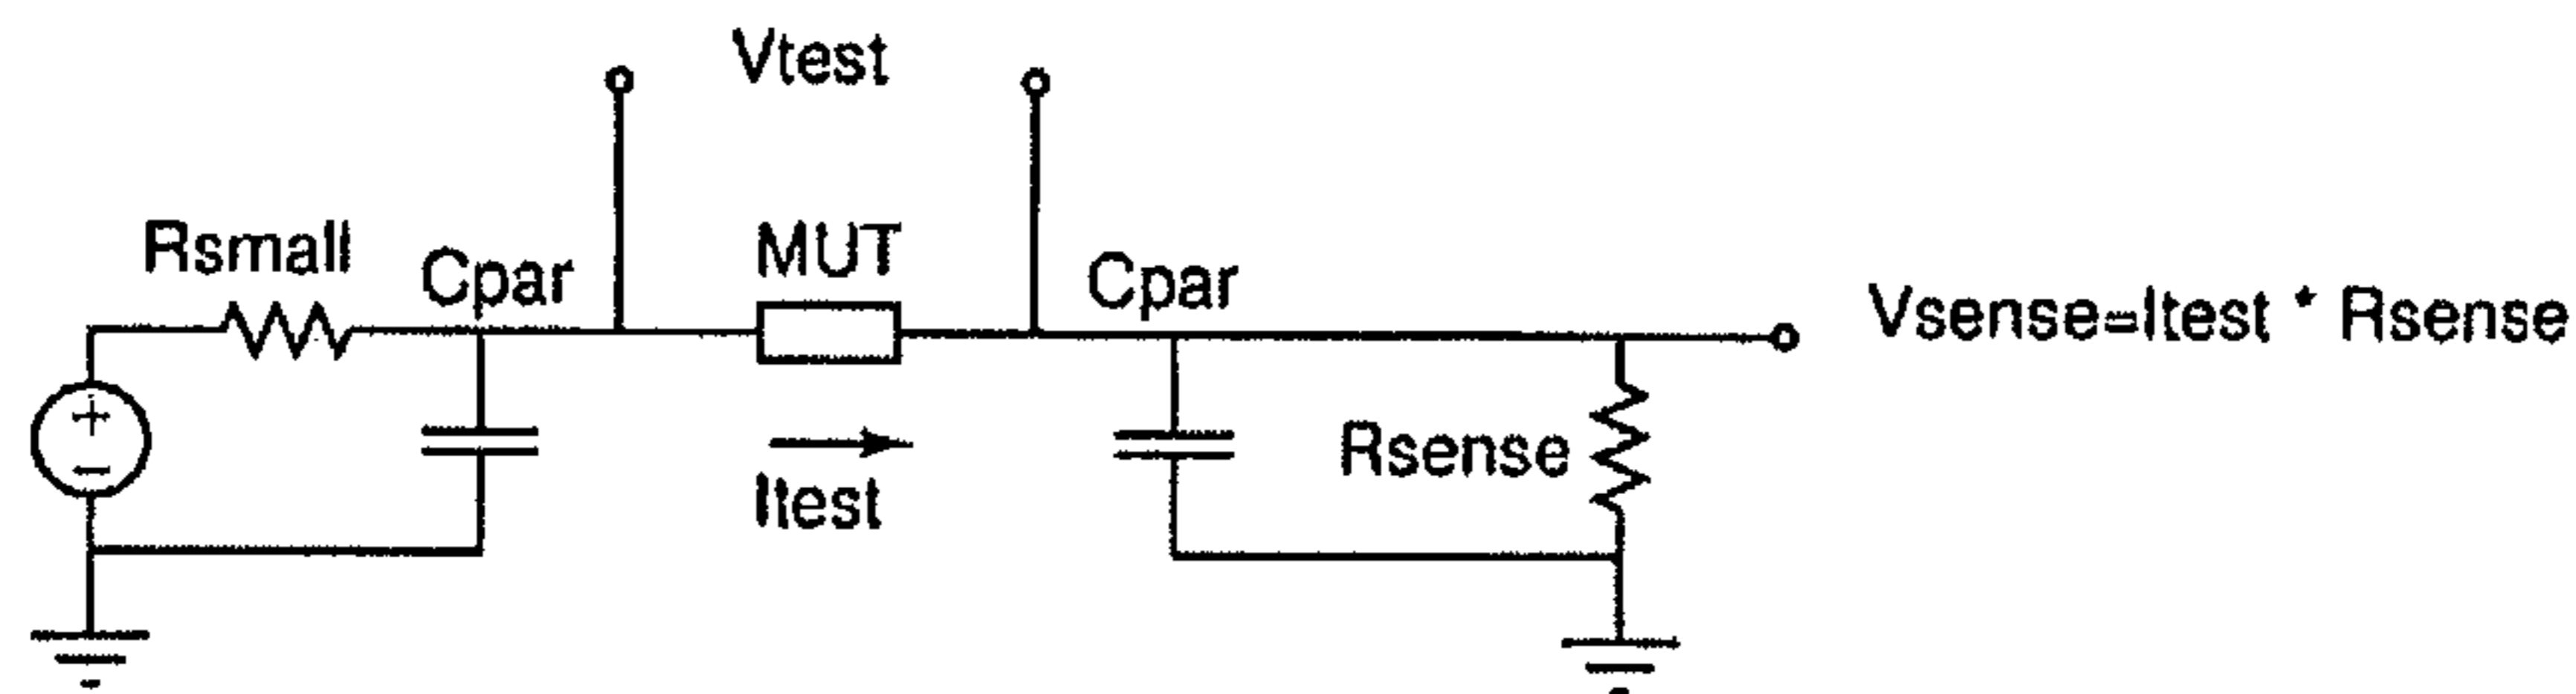 Vtest
Rsmall
Cpar
MUT
Cpar
Vsense=Itest * Rsense
+
−
Itest
Rsense